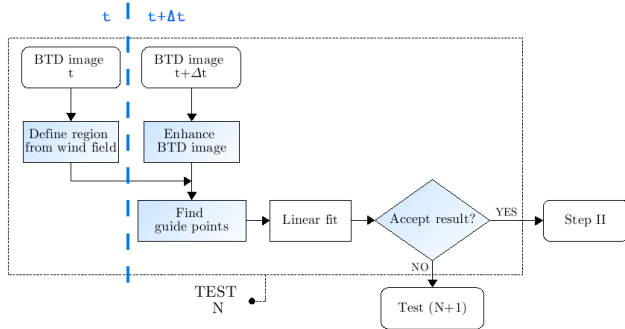 t
t+Δt
BTD image
t
BTD image
t+Δt
Define region
from wind field
Enhance
BTD image
Find
guide points
Linear fit
Accept result?
YES
Step II
NO
TEST
N
Test (N+1)